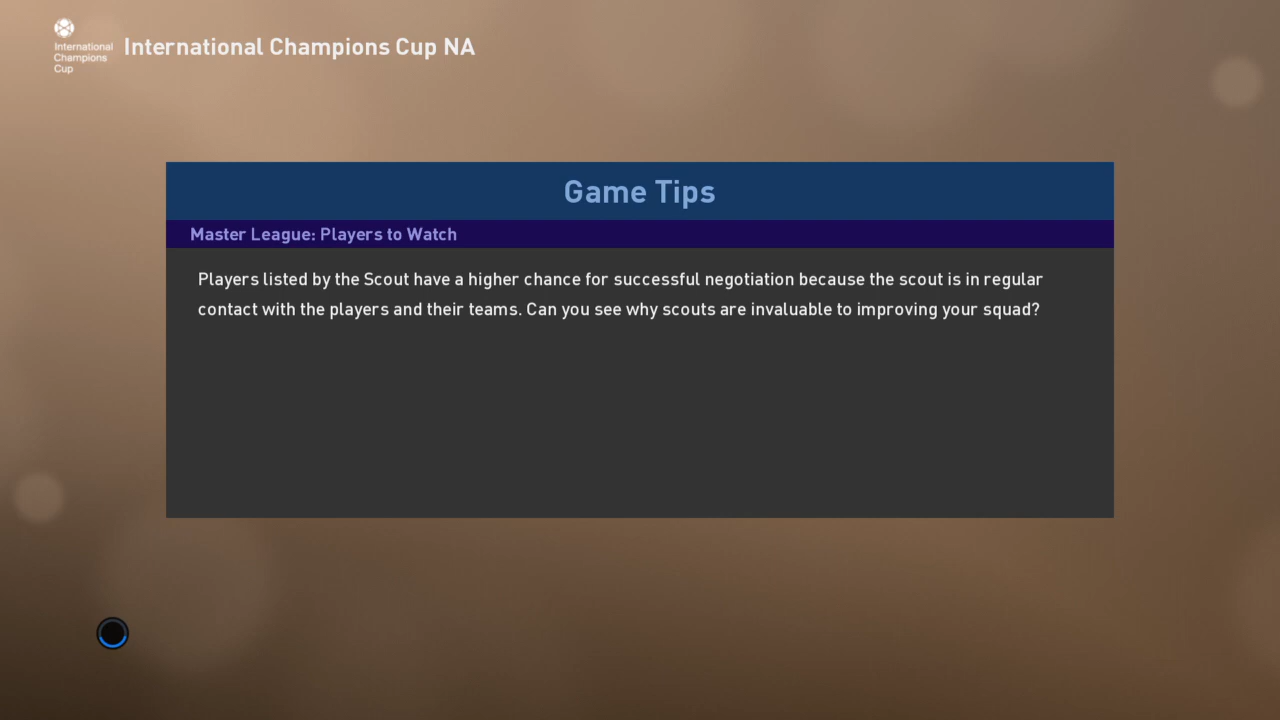 International
Champions
Cup
International Champions Cup NA
Game Tips
Master League: Players to Watch
Players listed by the Scout have a higher chance for successful negotiation because the scout is in regular
contact with the players and their teams. Can you see why scouts are invaluable to improving your squad?